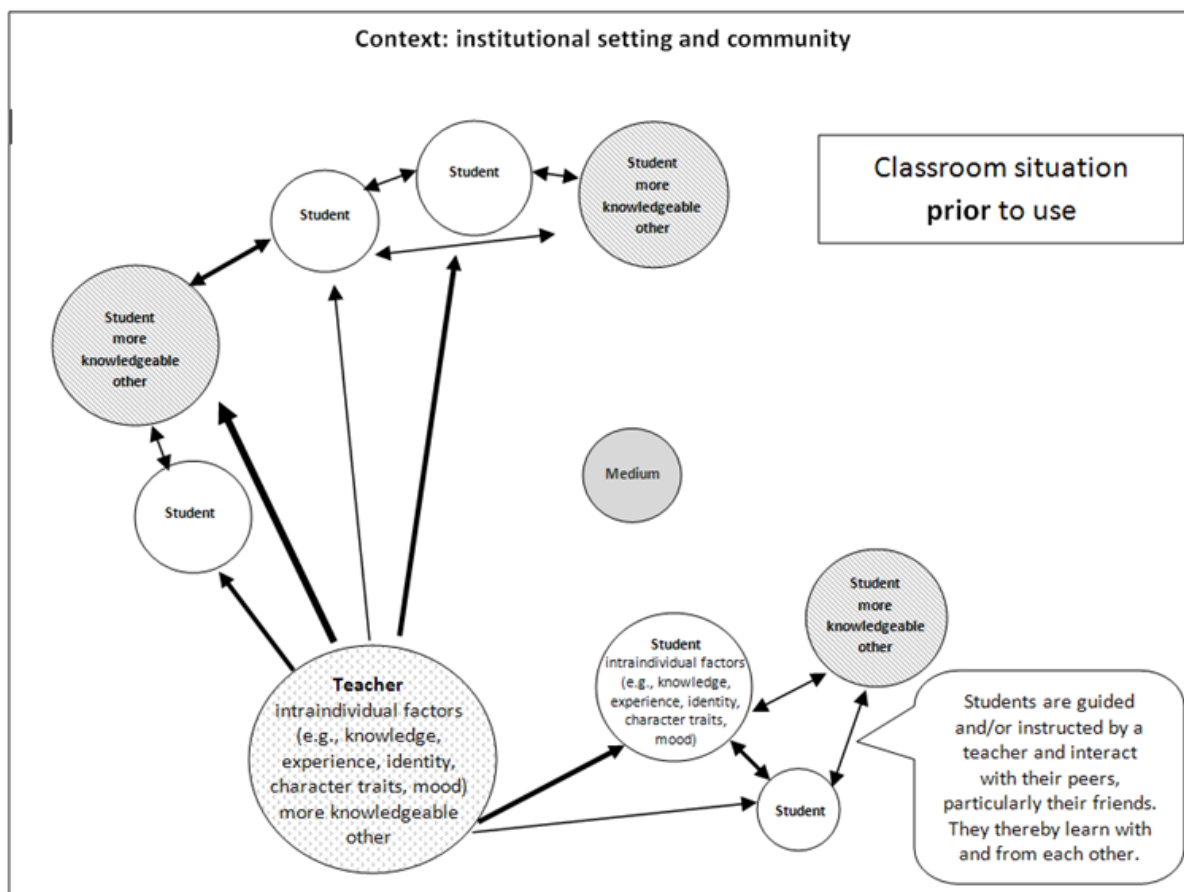 Context: institutional setting and community
Classroom situation
prior to use
Student
Student
Student
more
knowledgeable
other
Student
more
knowledgeable
other
Student
Medium
Student
more
knowledgeable
other
Student
intraindividual factors
(e.g., knowledge,
experience, identity,
character traits,
mood)
Teacher
intraindividual factors
(e.g., knowledge,
experience, identity,
character traits, mood)
more knowledgeable
other
Student
Students are guided
and/or instructed by a
teacher and interact
with their peers,
particularly their friends.
They thereby learn with
and from each other.